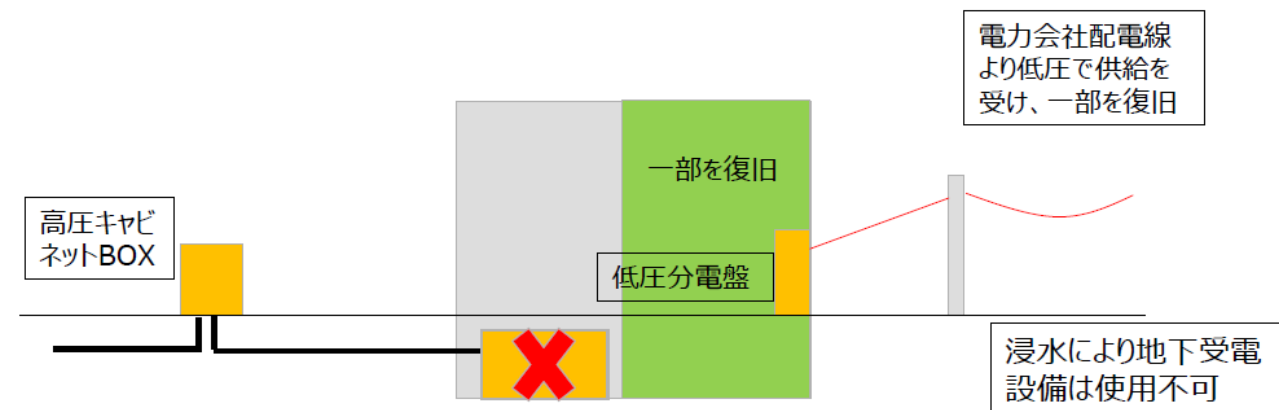 電力会社配電線
より低圧で供給を
受け、一部を復旧
一部を復旧
高圧キャビ
ネットBOX
低圧分電盤
浸水により地下受電
設備は使用不可